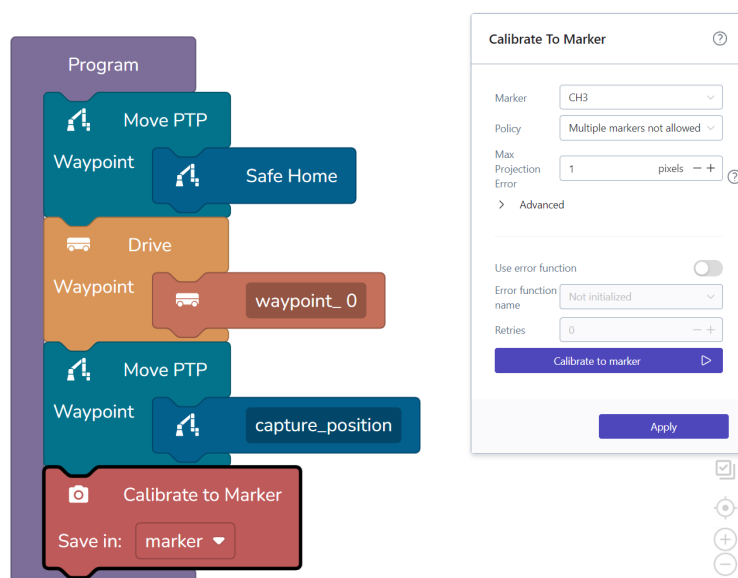 Program
Move PTP
Waypoint
Safe Home
Drive
Waypoint
waypoint_ 0
Move PTP
Waypoint
capture_position
Calibrate to Marker
Save in: marker
Calibrate To Marker
Marker CH3
Policy Multiple markers not allowed
Max
Projection
Error
1 pixels
Advanced
Use error function
Error function
name
Not initialized
Retries 0
Calibrate to marker
Apply